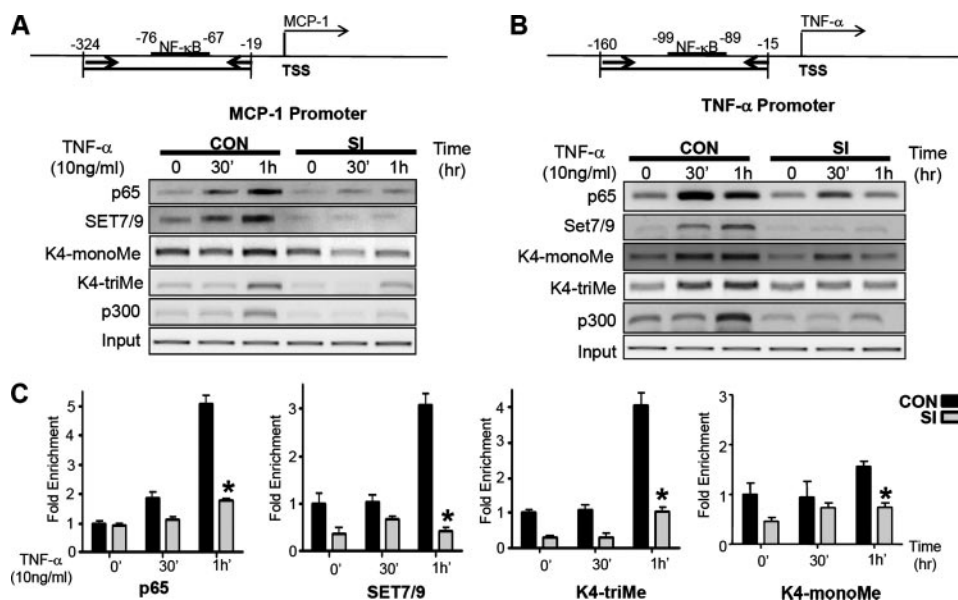 A
MCP-1
-324
-76
NF-κB
-67
-19
TSS
MCP-1 Promoter
TNF-α
(10ng/ml)
CON
SI
Time
(hr)
0 30' 1h 0 30' 1h
p65
SET7/9
K4-monoMe
K4-triMe
p300
Input
B
TNF-α
-160
-99
NF-κB
-89
-15
TSS
TNF-α Promoter
TNF-α
(10ng/ml)
CON
SI
Time
(hr)
0 30' 1h 0 30' 1h
p65
Set7/9
K4-monoMe
K4-triMe
p300
Input
C
Fold Enrichment
5
4
2
1
0
*
TNF-α
(10ng/ml)
0' 30' 1h'
p65
Fold Enrichment
3
2
1
0
*
0' 30' 1h'
SET7/9
Fold Enrichment
4
3
2
1
0
*
0' 30' 1h'
K4-triMe
Fold Enrichment
3
2
1
0
*
0' 30' 1h'
K4-monoMe
CON
SI
Time
(hr)